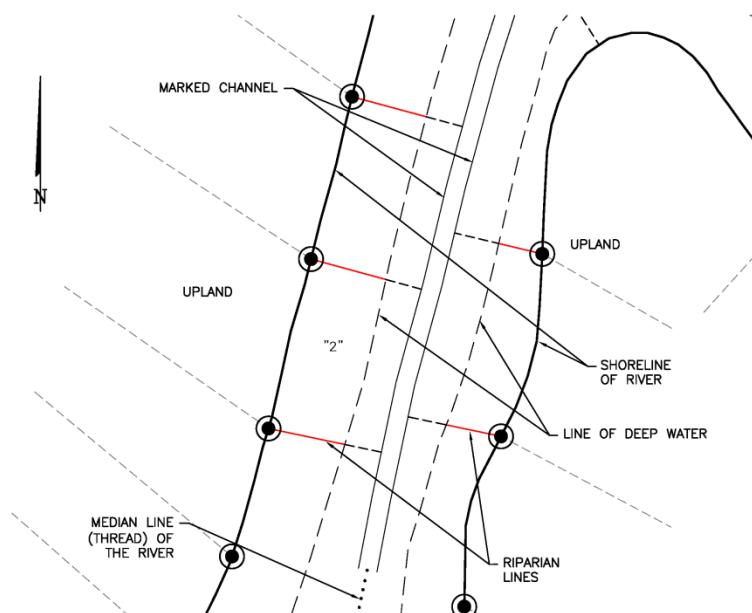 MARKED CHANNEL
N
UPLAND
UPLAND
"2"
SHORELINE
OF RIVER
LINE OF DEEP WATER
MEDIAN LINE
(THREAD) OF
THE RIVER
RIPARIAN
LINES